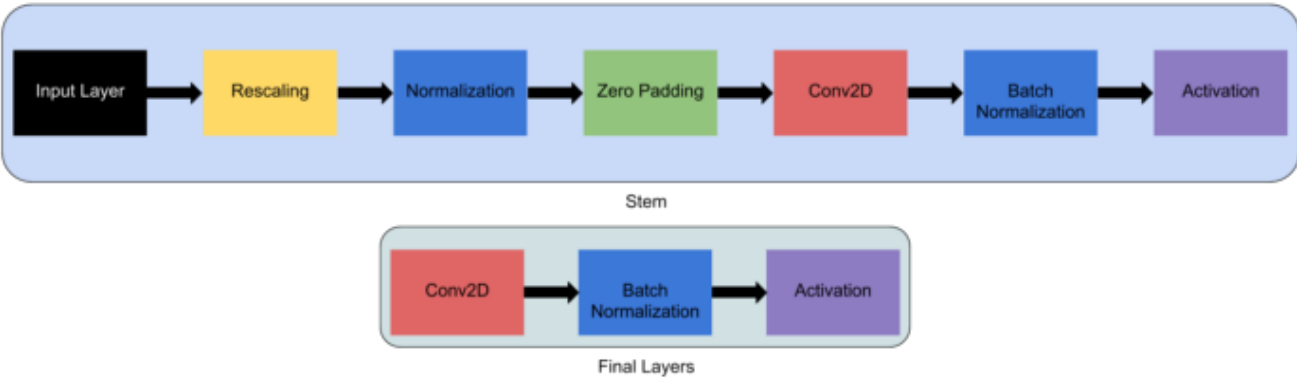 Input Layer
Rescaling
Normalization
Zero Padding
Conv2D
Batch
Normalization
Activation
Stem
Conv2D
Batch
Normalization
Activation
Final Layers